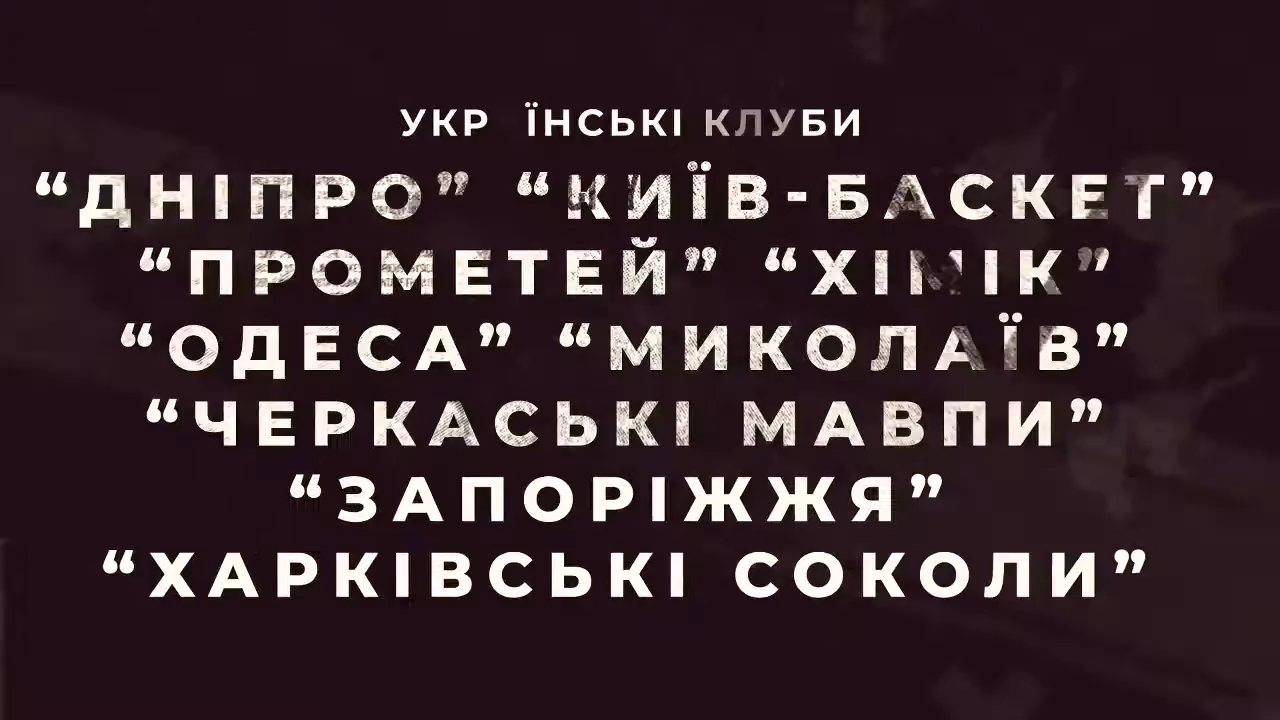 УКР ЇНСЬКІ КЛУБИ
“ДНІПРО” “КИЇВ-БАСКЕТ”
“ПРОМЕТЕЙ” “ХІМІК”
“ОДЕСА” “МИКОЛАЇВ”
“ЧЕРКАСЬКІ МАВПИ”
“ЗАПОРІЖЖЯ”
“ХАРКІВСЬКІ СОКОЛИ”